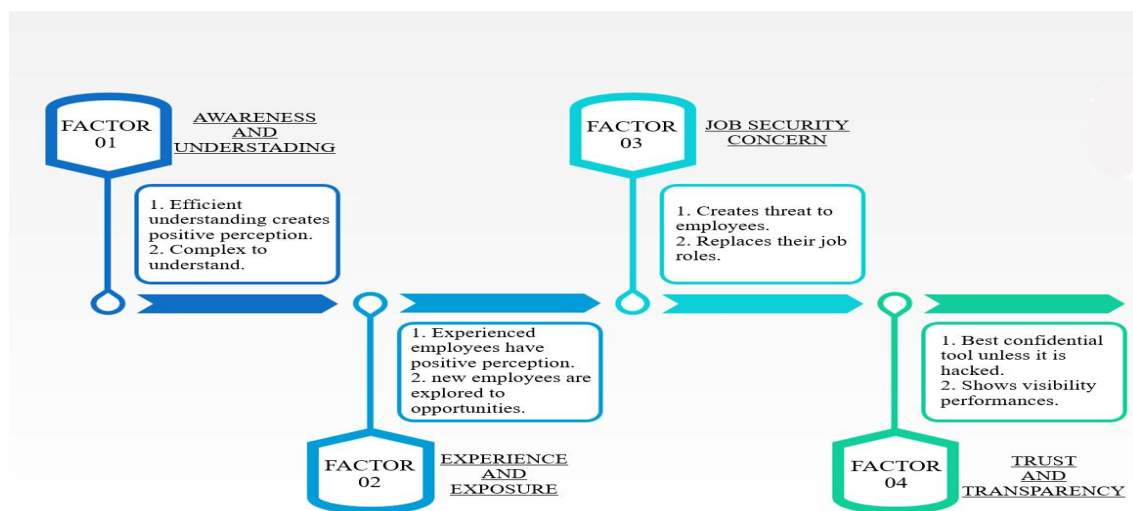 FACTOR
01
AWARENESS
AND
UNDERSTADING
1. Efficient
understanding creates
positive perception.
2. Complex to
understand.
FACTOR
02
EXPERIENCE
AND
EXPOSURE
1. Experienced
employees have
positive perception.
2. new employees are
explored to
opportunities.
FACTOR
03
JOB SECURITY
CONCERN
1. Creates threat to
employees.
2. Replaces their job
roles.
FACTOR
04
TRUST
AND
TRANSPARENCY
1. Best confidential
tool unless it is
hacked.
2. Shows visibility
performances.